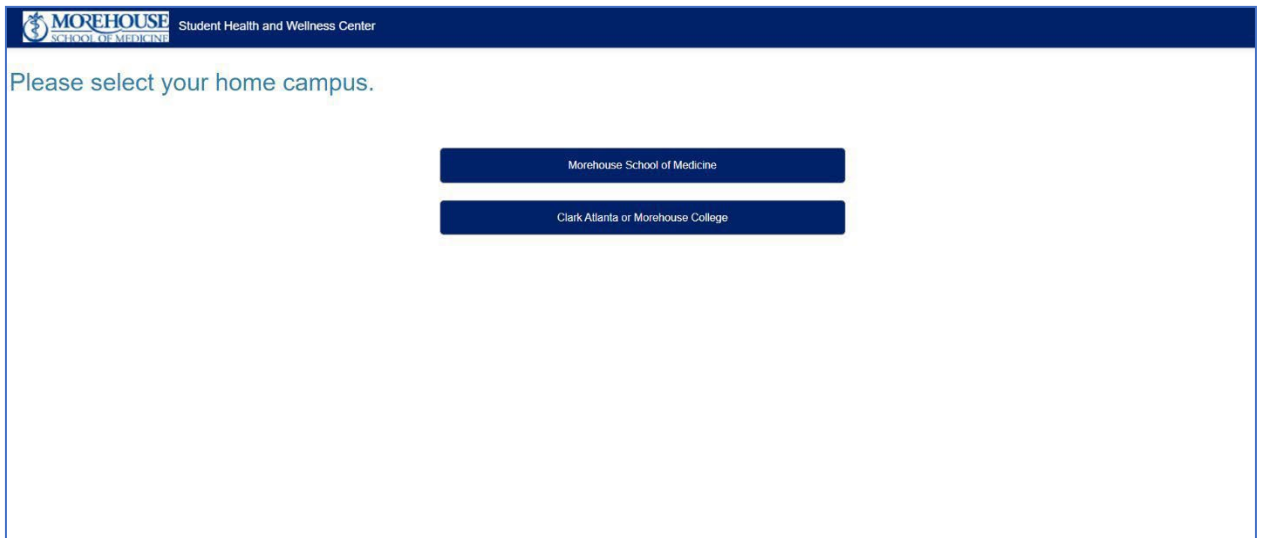 MOREHOUSE
SCHOOL OF MEDICINE
Student Health and Wellness Center
Please select your home campus.
Morehouse School of Medicine
Clark Atlanta or Morehouse College